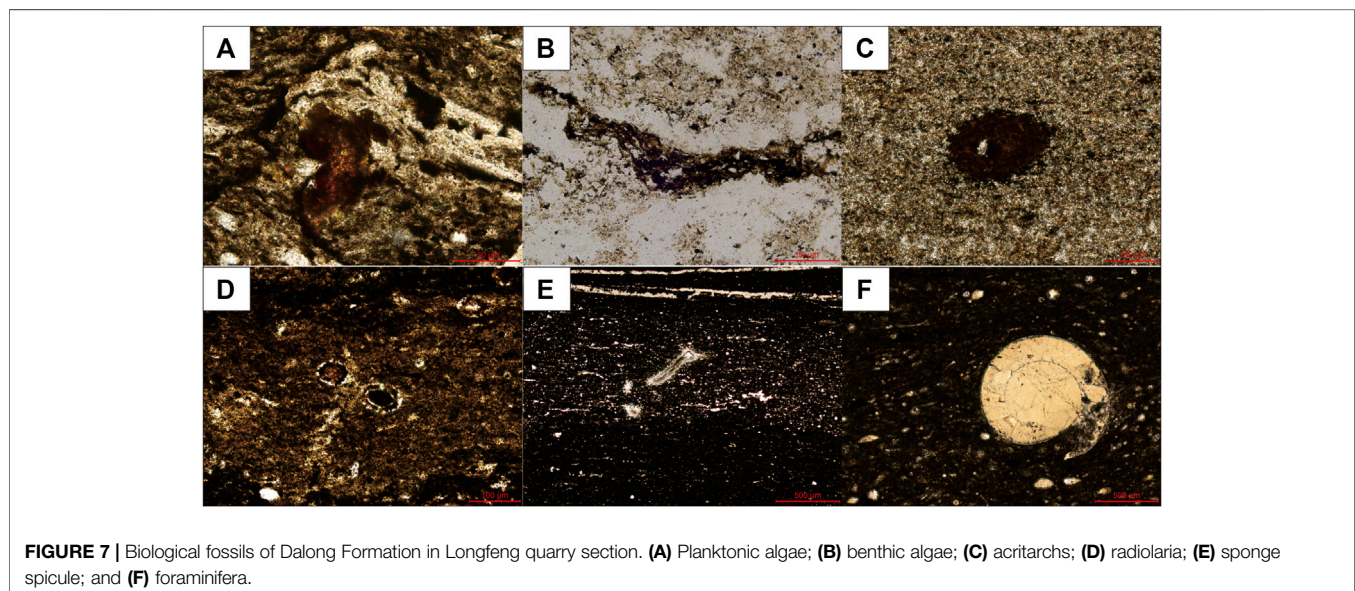 A
B
C
D
E
F
100 µm
500 µm
500 µm
FIGURE 7 | Biological fossils of Dalong Formation in Longfeng quarry section. (A) Planktonic algae; (B) benthic algae; (C) acritarchs; (D) radiolaria; (E) sponge
spicule; and (F) foraminifera.